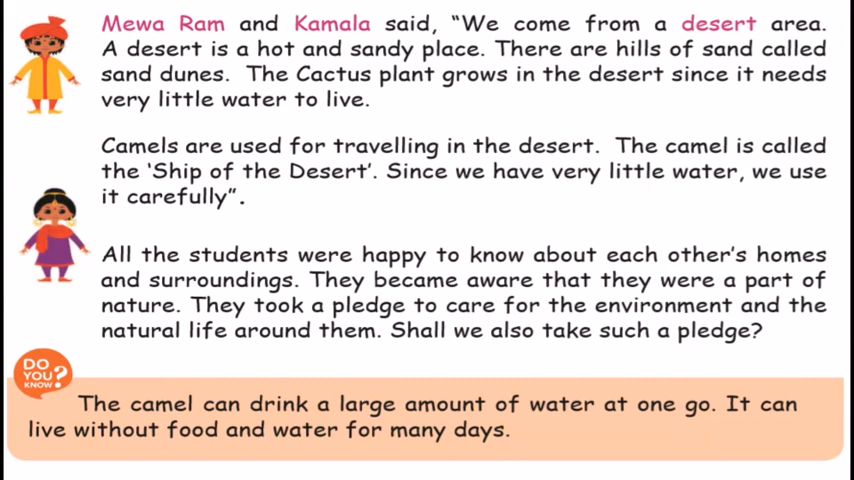 Mewa Ram and Kamala said, “We come from a desert area.
A desert is a hot and sandy place. There are hills of sand called
sand dunes. The Cactus plant grows in the desert since it needs
very little water to live.
Camels are used for travelling in the desert. The camel is called
the ‘Ship of the Desert’. Since we have very little water, we use
it carefully”.
All the students were happy to know about each other’s homes
and surroundings. They became aware that they were a part of
nature. They took a pledge to care for the environment and the
natural life around them. Shall we also take such a pledge?
DO
YOU
KNOW?
The camel can drink a large amount of water at one go. It can
live without food and water for many days.